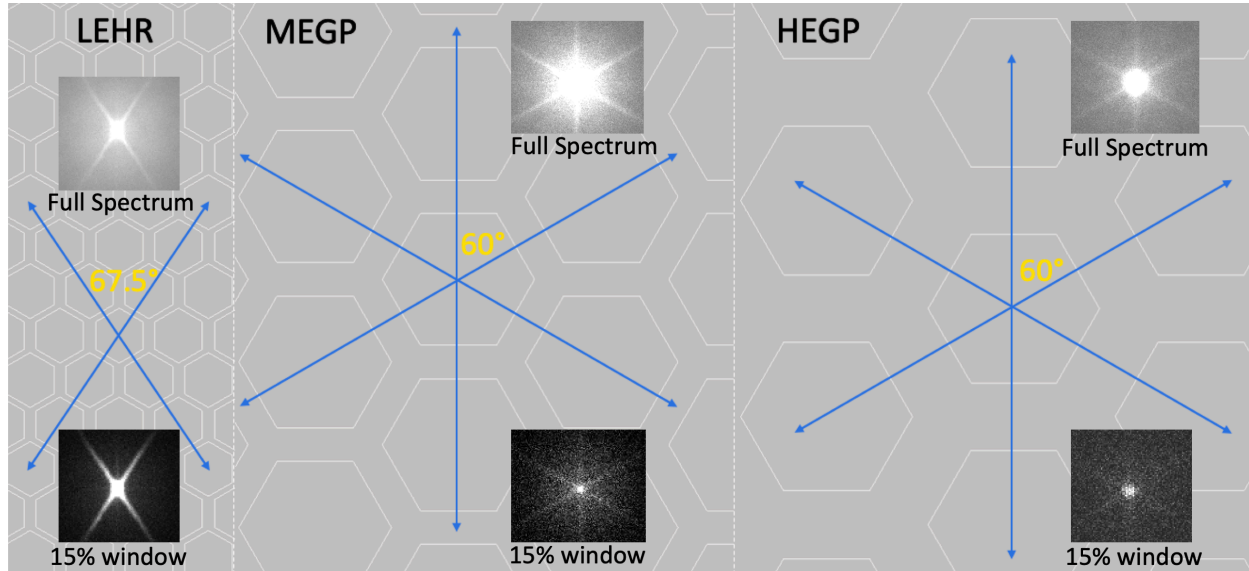 LEHR
Full Spectrum
67.5°
15% window
MEGP
Full Spectrum
60°
15% window
HEGP
Full Spectrum
60°
15% window